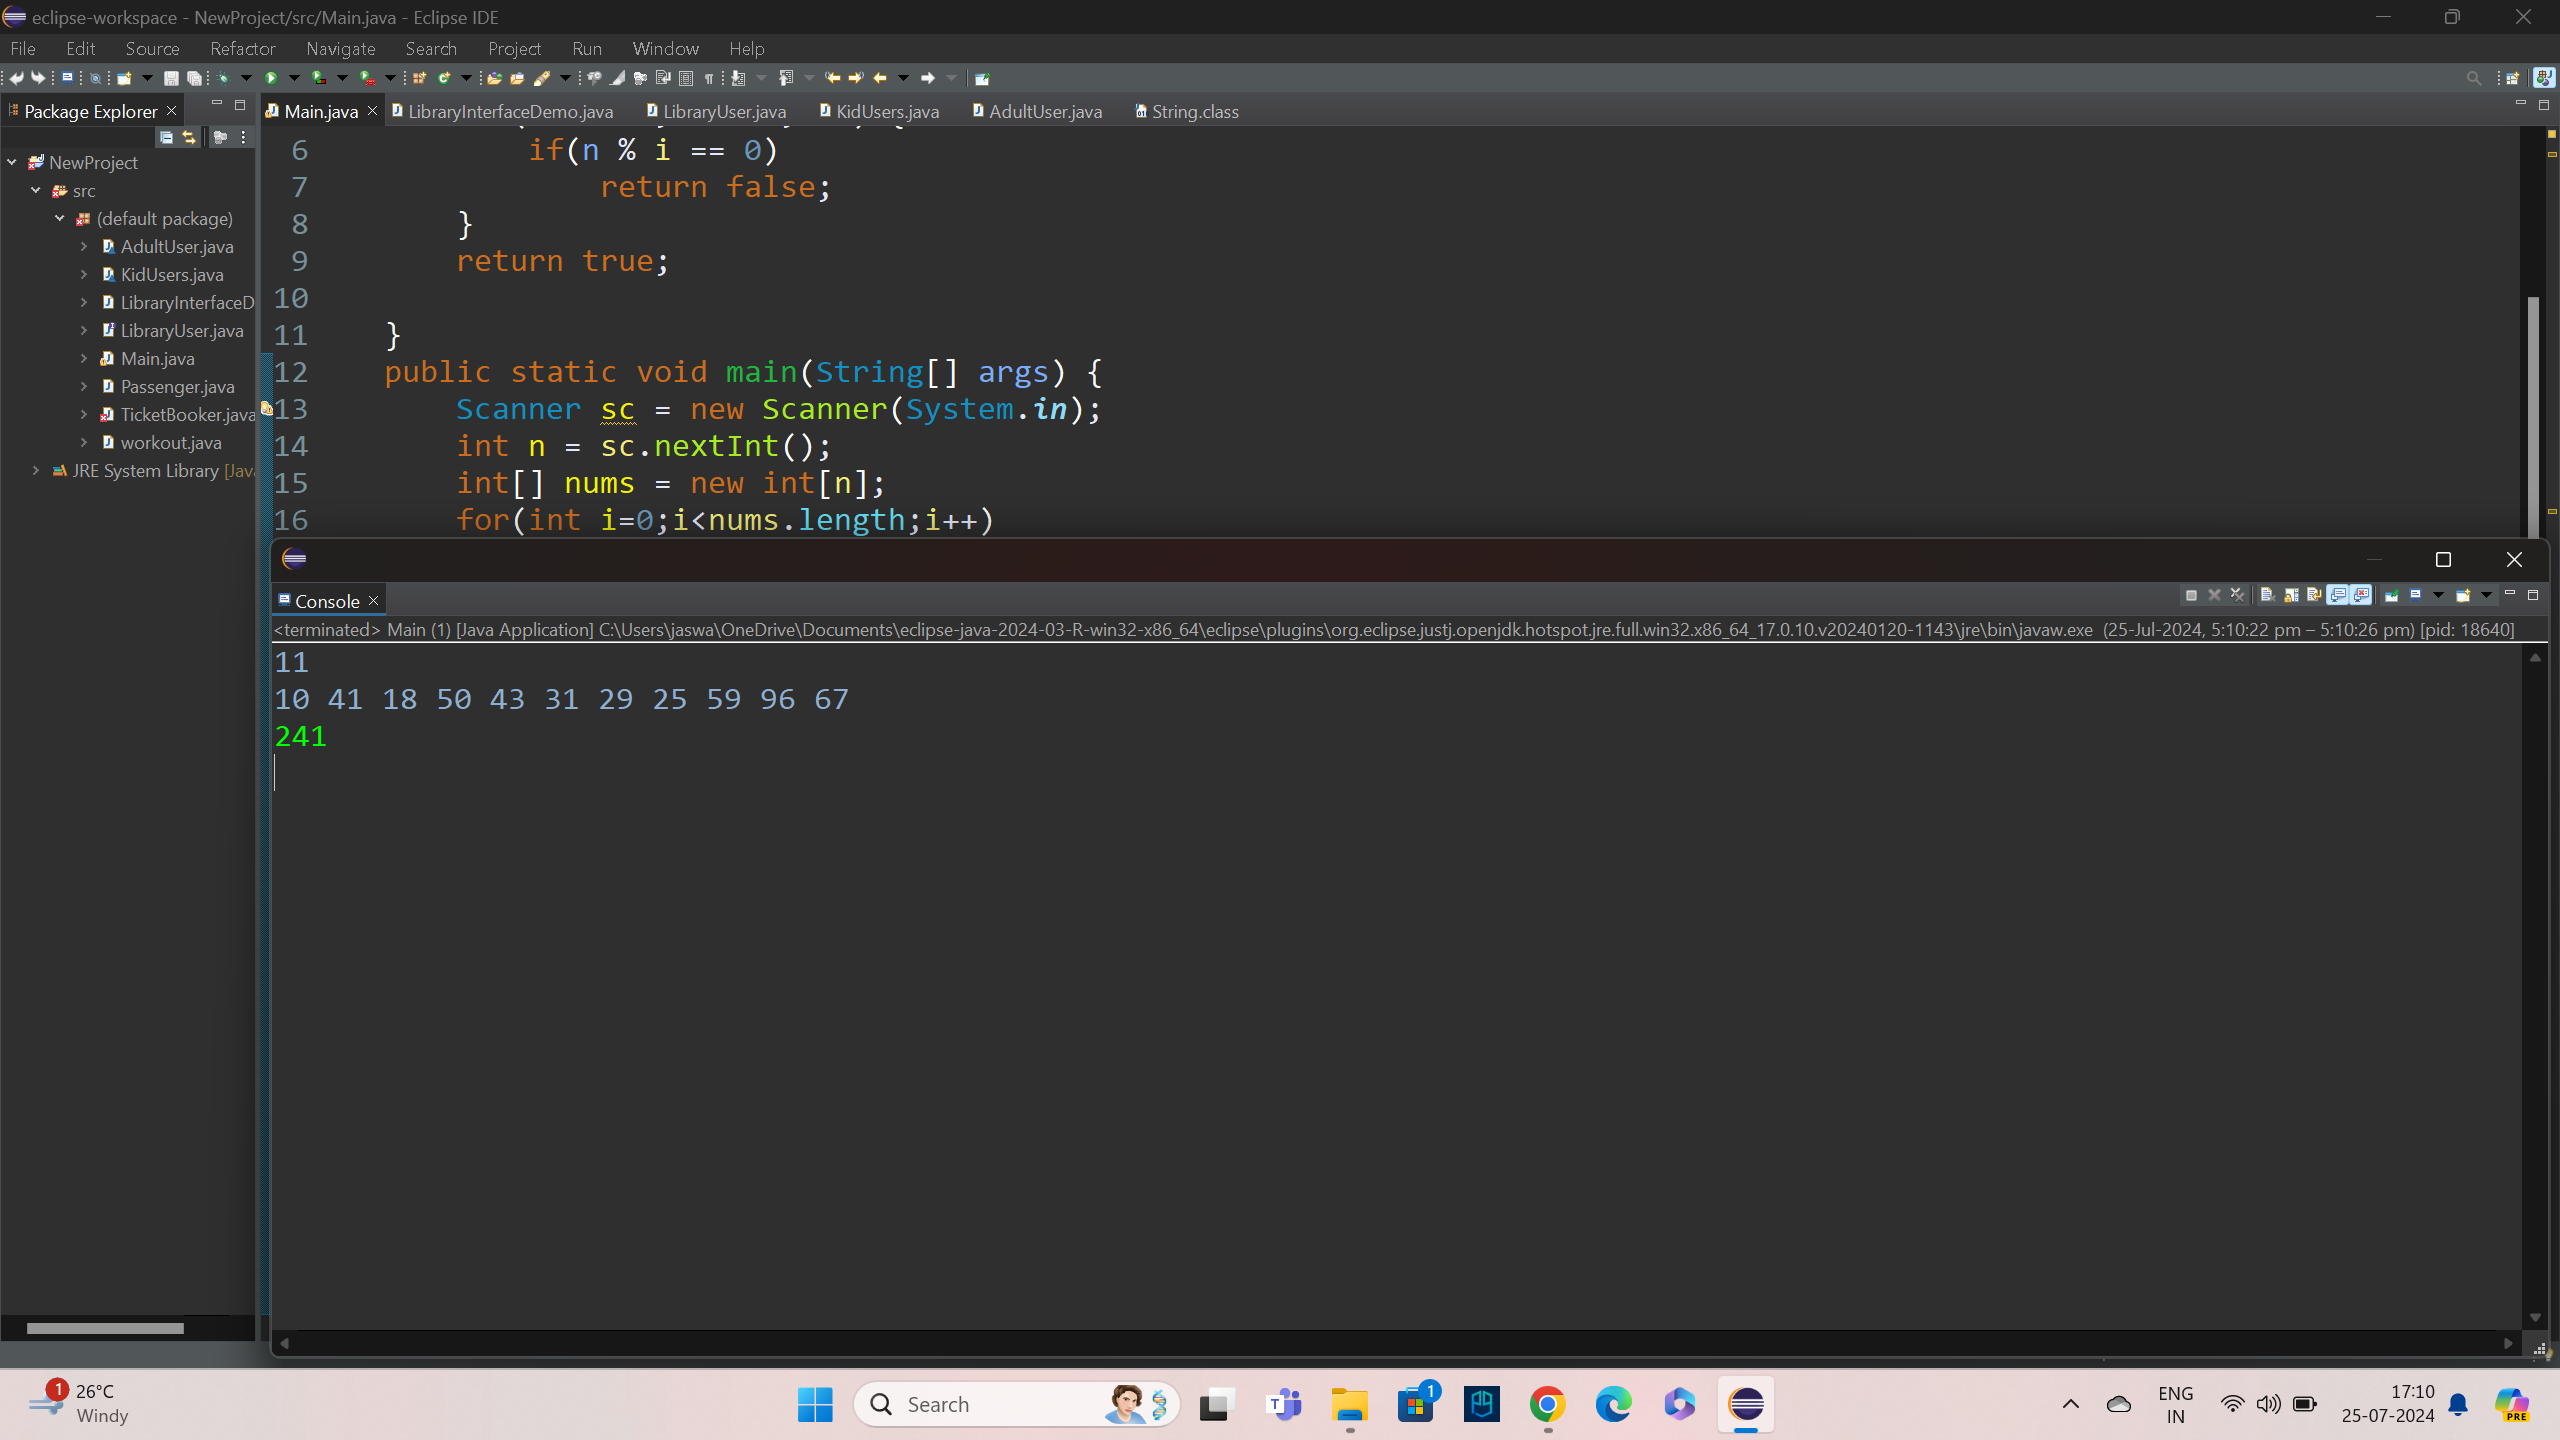 eclipse-workspace - NewProject/src/Main.java - Eclipse IDE
File Edit Source Refactor Navigate Search Project Run Window Help
Package Explorer
Main.java LibraryInterfaceDemo.java LibraryUser.java KidUsers.java AdultUser.java String.class
NewProject
src
(default package)
AdultUser.java
KidUsers.java
LibraryInterfaceD
LibraryUser.java
Main.java
Passenger.java
TicketBooker.java
workout.java
JRE System Library [Jav
6 if(n % i == 0)
7 return false;
8 }
9 return true;
10
11 }
12 public static void main(String[] args) {
13 Scanner sc = new Scanner(System.in);
14 int n = sc.nextInt();
15 int[] nums = new int[n];
16 for(int i=0;i<nums.length;i++)
Console
<terminated> Main (1) [Java Application] C:\Users\jaswa\OneDrive\Documents\eclipse-java-2024-03-R-win32-x86_64\eclipse\plugins\org.eclipse.justj.openjdk.hotspot.jre.full.win32.x86_64_17.0.10.v20240120-1143\jre\bin\javaw.exe (25-Jul-2024, 5:10:22 pm – 5:10:26 pm) [pid: 18640]
11
10 41 18 50 43 31 29 25 59 96 67
241
1
26°C
Windy
Search
1
ENG
IN
17:10
25-07-2024
PRE